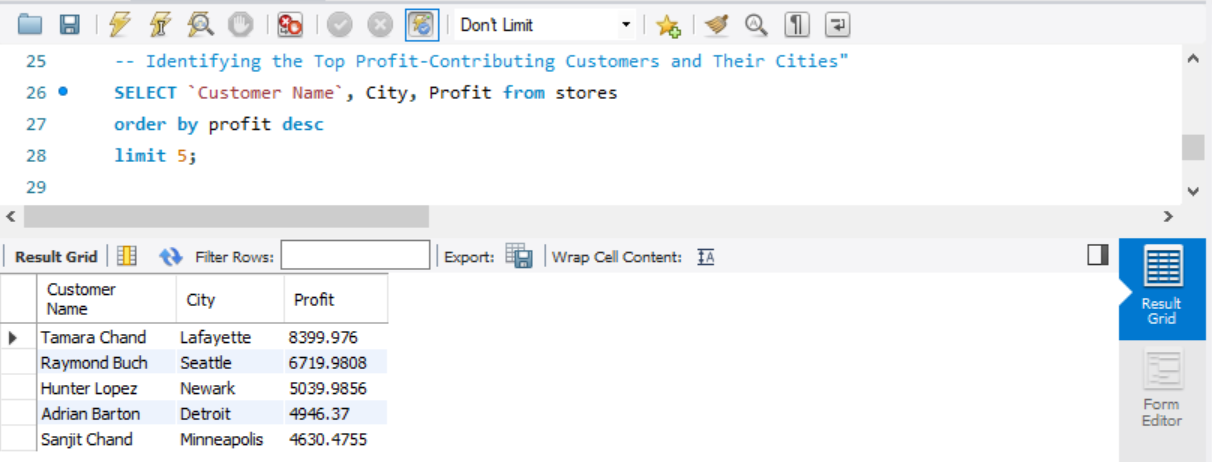 Don't Limit
25 -- Identifying the Top Profit-Contributing Customers and Their Cities"
26 SELECT `Customer Name`, City, Profit from stores
27 order by profit desc
28 limit 5;
29
Result Grid Filter Rows: Export: Wrap Cell Content:
Customer Name City Profit
Tamara Chand Lafayette 8399.976
Raymond Buch Seattle 6719.9808
Hunter Lopez Newark 5039.9856
Adrian Barton Detroit 4946.37
Sanjit Chand Minneapolis 4630.4755
Result
Grid
Form
Editor